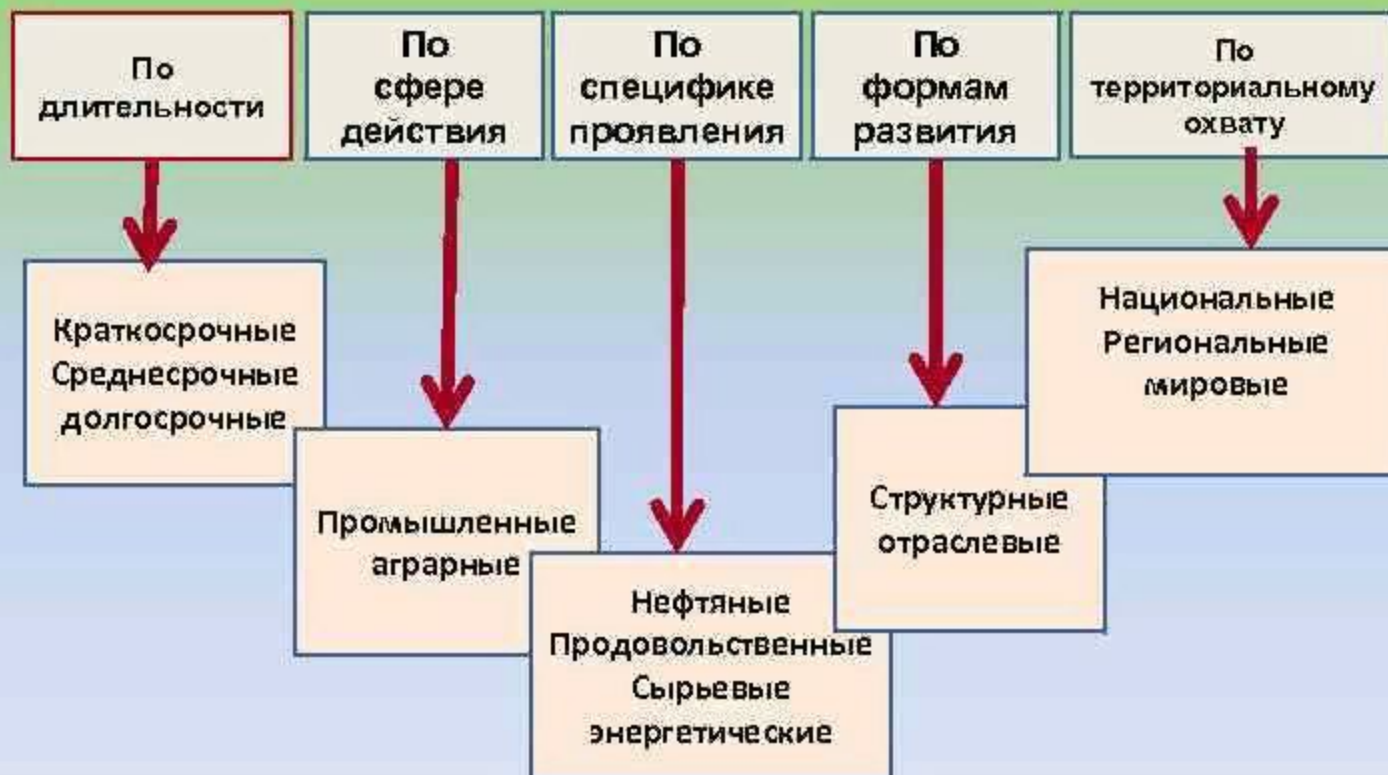 По
длительности
По
сфере
действия
По
специфике
проявления
По
формам
развития
По
территориальному
охвату
Краткосрочные
Среднесрочные
долгосрочные
Промышленные
аграрные
Нефтяные
Продовольственные
Сырьевые
энергетические
Структурные
отраслевые
Национальные
Региональные
мировые